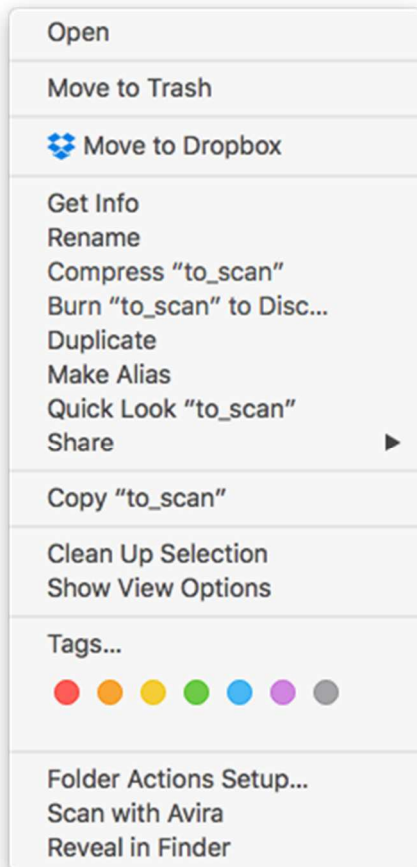 Open
Move to Trash
Move to Dropbox
Get Info
Rename
Compress “to_scan”
Burn “to_scan” to Disc...
Duplicate
Make Alias
Quick Look “to_scan”
Share
Copy “to_scan”
Clean Up Selection
Show View Options
Tags...
Folder Actions Setup...
Scan with Avira
Reveal in Finder